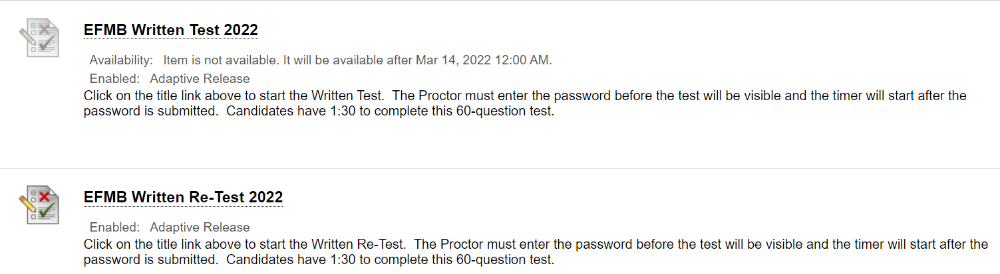 EFMB Written Test 2022
Availability: Item is not available. It will be available after Mar 14, 2022 12:00 AM.
Enabled: Adaptive Release
Click on the title link above to start the Written Test. The Proctor must enter the password before the test will be visible and the timer will start after the
password is submitted. Candidates have 1:30 to complete this 60-question test.
EFMB Written Re-Test 2022
Enabled: Adaptive Release
Click on the title link above to start the Written Re-Test. The Proctor must enter the password before the test will be visible and the timer will start after the
password is submitted. Candidates have 1:30 to complete this 60-question test.